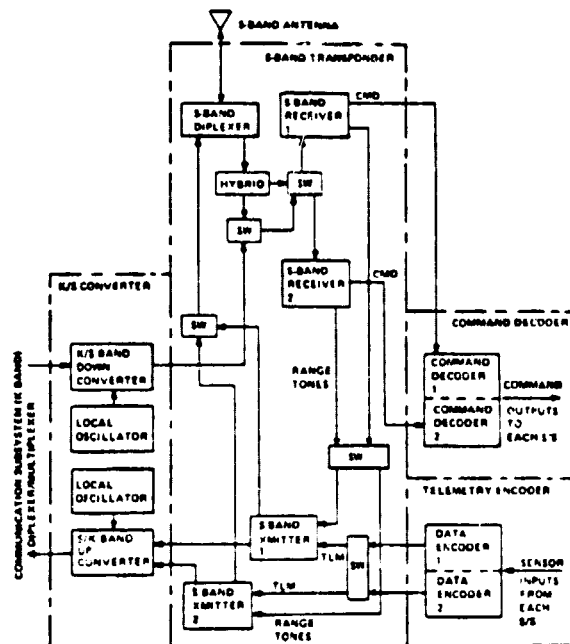 S-BAND ANTENNA
S-BAND TRANSPONDER
S-BAND
DIPLEXER
S-BAND
RECEIVER
1
CMD
HYBRID
SW
SW
S-BAND
RECEIVER
2
CMD
K/S CONVERTER
SW
COMMAND DECODER
K/S BAND
DOWN
CONVERTER
RANGE
TONES
COMMAND
DECODER
1
COMMAND
DECODER
2
COMMAND
OUTPUTS
TO
EACH S/S
LOCAL
OSCILLATOR
COMMUNICATION SUBSYSTEM (K BAND)
DIPLEXER/MULTIPLEXER
SW
TELEMETRY ENCODER
LOCAL
OSCILLATOR
S/K BAND
UP
CONVERTER
S-BAND
XMITTER
1
TLM
SW
DATA
ENCODER
1
DATA
ENCODER
2
SENSOR
INPUTS
FROM
EACH
S/S
S-BAND
XMITTER
2
TLM
RANGE
TONES